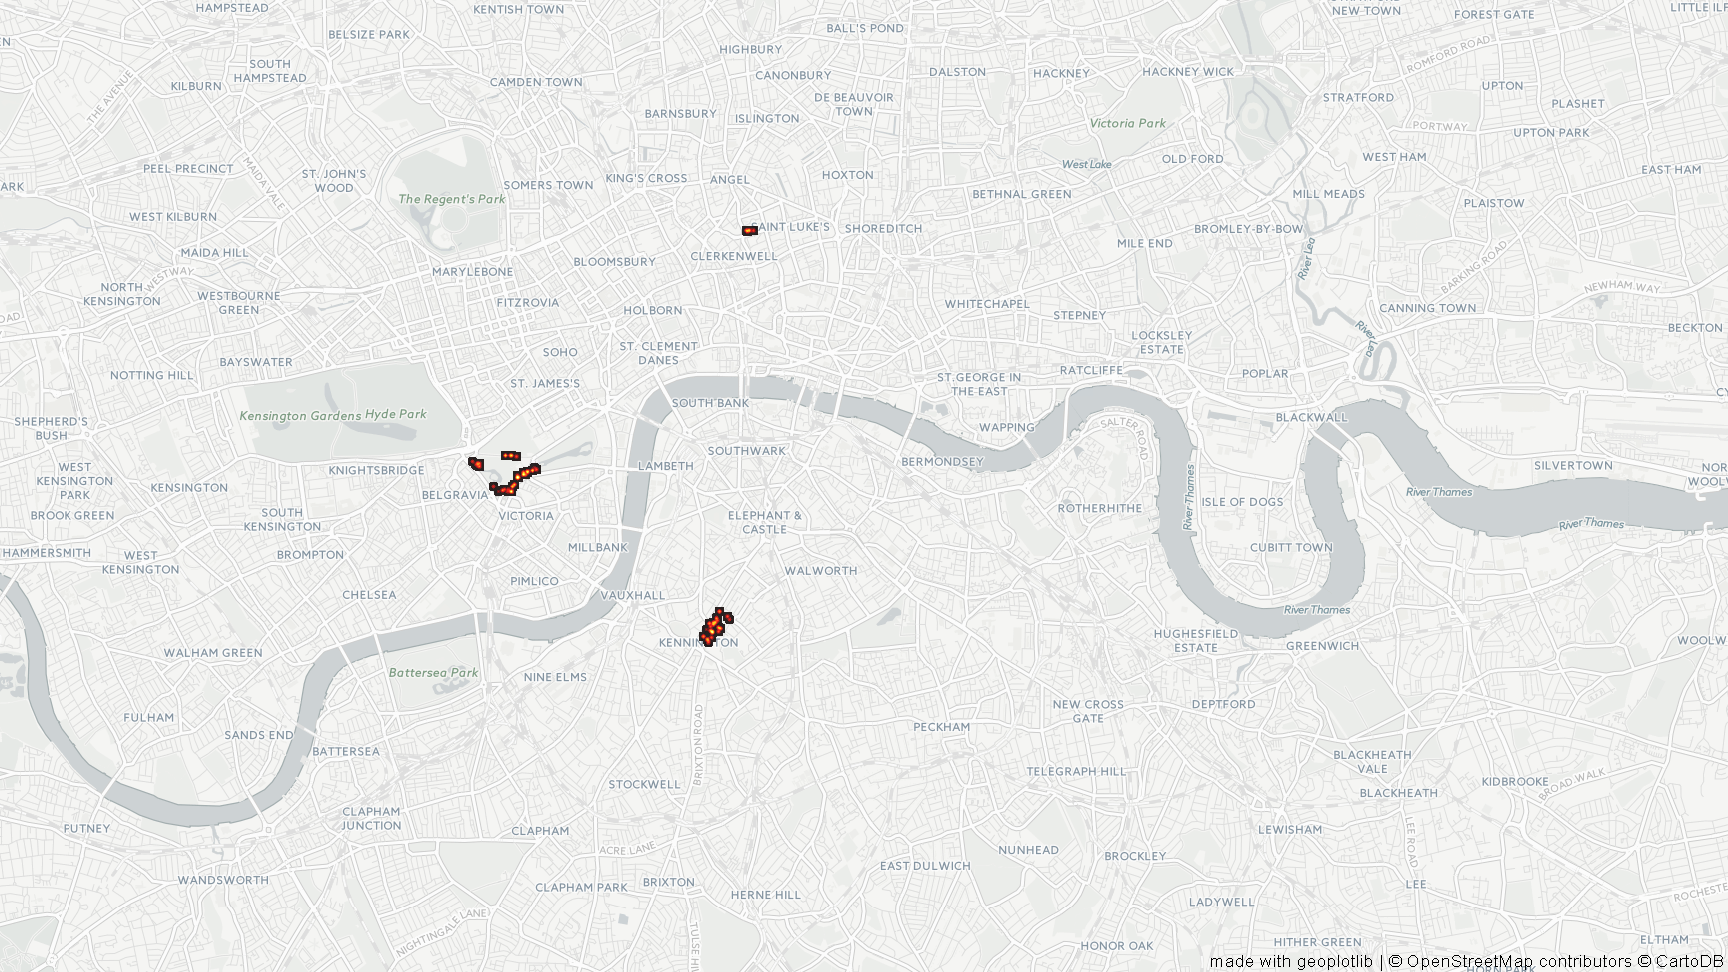 KENTISH TOWN
HAMPSTEAD
BELSIZE PARK
BALL'S POND
NEW TOWN
FOREST GATE
HIGHBURY
SOUTH
HAMPSTEAD
KILBURN
THE AVENUE
CAMDEN TOWN
CANONBURY
DALSTON
HACKNEY
HACKNEY WICK
ROMFORD ROAD
UPTON
PLASHET
STRATFORD
DE BEAUVOIR
TOWN
BARNSBURY
ISLINGTON
Victoria Park
PORTWAY
UPTON PARK
PEEL PRECINCT
MAIDA VALE
ST. JOHN'S
WOOD
SOMERS TOWN
KING'S CROSS
ANGEL
HOXTON
West Lake
OLD FORD
WEST HAM
EAST HAM
The Regent's Park
BETHNAL GREEN
MILL MEADS
PLAISTOW
WEST KILBURN
SAINT LUKE'S
SHOREDITCH
BROMLEY-BY-BOW
MAIDA HILL
MILE END
River Lea
BLOOMSBURY
CLERKENWELL
MARYLEBONE
WESTWAY
BARKING ROAD
NORTH
KENSINGTON
WESTBOURNE
GREEN
FITZROVIA
HOLBORN
WHITECHAPEL
STEPNEY
NEWHAM WAY
CANNING TOWN
BECKTON
River Lea
LOCKSLEY
ESTATE
SOHO
ST. CLEMENT
DANES
BAYSWATER
NOTTING HILL
ST. JAMES'S
ST.GEORGE IN
THE-EAST
RATCLIFFE
POPLAR
SOUTH BANK
Kensington Gardens
Hyde Park
SHEPHERD'S
BUSH
WAPPING
SALTER ROAD
BLACKWALL
KNIGHTSBRIDGE
LAMBETH
SOUTHWARK
BERMONDSEY
SILVERTOWN
WEST
KENSINGTON
PARK
KENSINGTON
BELGRAVIA
River Thames
River Thames
BROOK GREEN
SOUTH
KENSINGTON
VICTORIA
ELEPHANT &
CASTLE
ROTHERHITHE
ISLE OF DOGS
River Thames
HAMMERSMITH
WEST
KENSINGTON
BROMPTON
MILLBANK
CUBITT TOWN
PIMLICO
WALWORTH
CHELSEA
VAUXHALL
River Thames
KENNINGTON
HUGHESFIELD
ESTATE
GREENWICH
WALHAM GREEN
Battersea Park
NINE ELMS
NEW CROSS
GATE
DEPTFORD
FULHAM
SANDS END
BATTERSEA
BRIXTON ROAD
PECKHAM
BLACKHEATH
VALE
STOCKWELL
TELEGRAPH HILL
KIDBROOKE
BROAD WALK
BLACKHEATH
CLAPHAM
JUNCTION
CLAPHAM
LEWISHAM
LEE ROAD
ACRE LANE
NUNHEAD
BROCKLEY
EAST DULWICH
WANDSWORTH
CLAPHAM PARK
BRIXTON
HERNE HILL
LEE
LADYWELL
NIGHTINGALE LANE
HONOR OAK
HITHER GREEN
ELTHAM
made with geoplotlib | © OpenStreetMap contributors © CartoDB